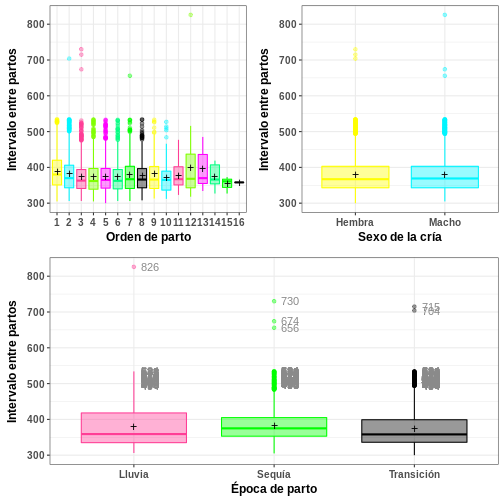 Intervalo entre partos
800
700
600
500
400
300
1 2 3 4 5 6 7 8 9 10 11 12 13 14 15 16
Orden de parto
Intervalo entre partos
800
700
600
500
400
300
Hembra Macho
Sexo de la cría
Intervalo entre partos
800
700
600
500
400
300
826
730
674
656
715
704
Lluvia Sequía Transición
Época de parto